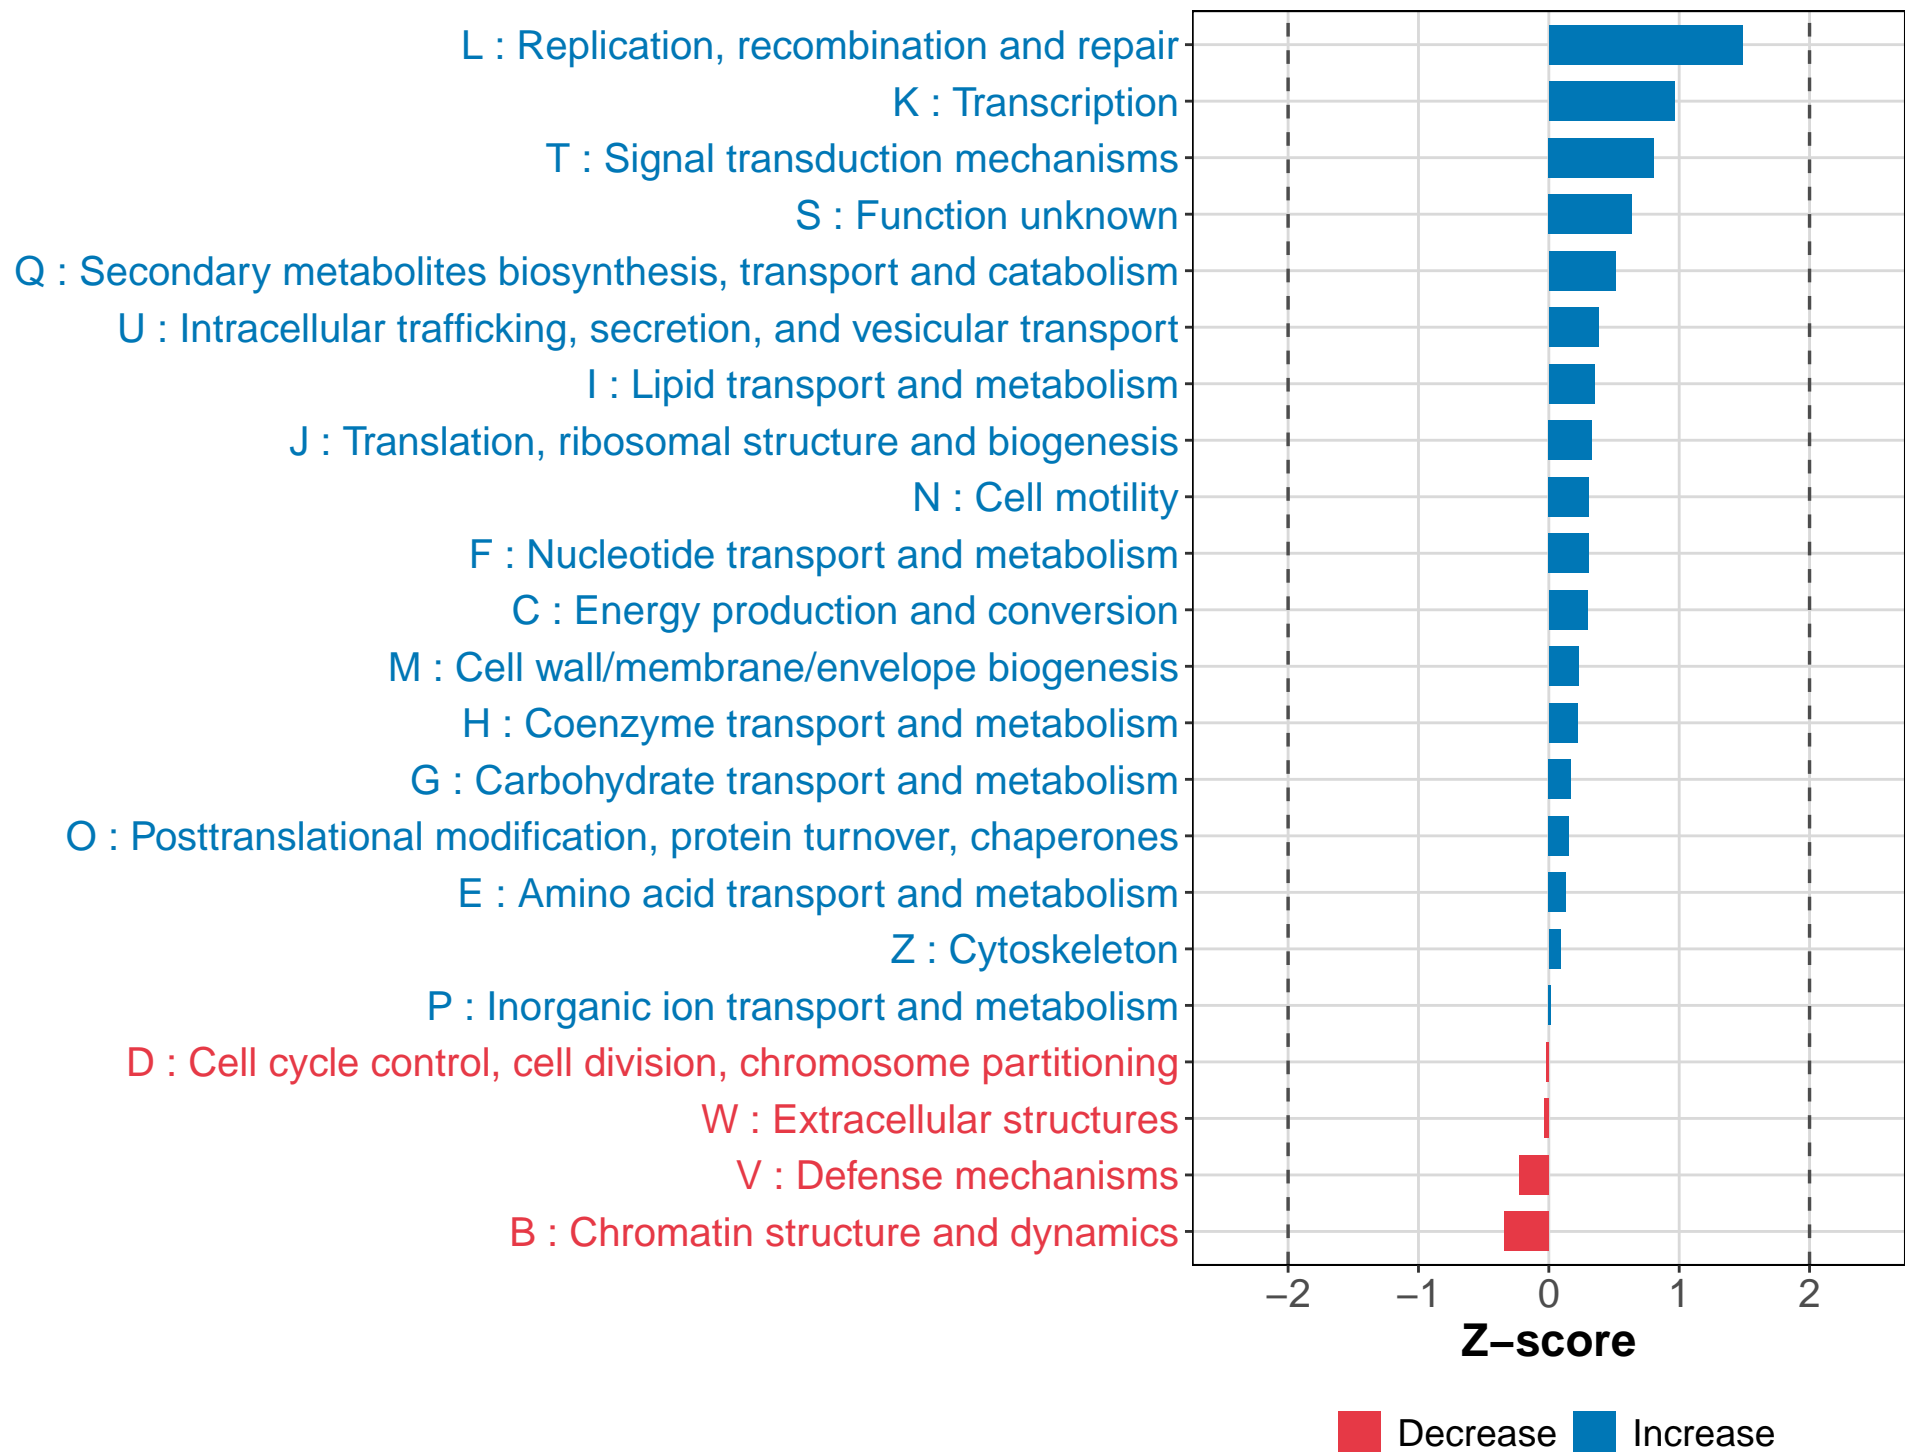 L : Replication, recombination and repair
K : Transcription
T : Signal transduction mechanisms
S : Function unknown
Q : Secondary metabolites biosynthesis, transport and catabolism
U : Intracellular trafficking, secretion, and vesicular transport
I : Lipid transport and metabolism
J : Translation, ribosomal structure and biogenesis
N : Cell motility
F : Nucleotide transport and metabolism
C : Energy production and conversion
M : Cell wall/membrane/envelope biogenesis
H : Coenzyme transport and metabolism
G : Carbohydrate transport and metabolism
O : Posttranslational modification, protein turnover, chaperones
E : Amino acid transport and metabolism
Z : Cytoskeleton
P : Inorganic ion transport and metabolism
D : Cell cycle control, cell division, chromosome partitioning
W : Extracellular structures
V : Defense mechanisms
B : Chromatin structure and dynamics
−2 −1 0 1 2
Z−score
Decrease Increase